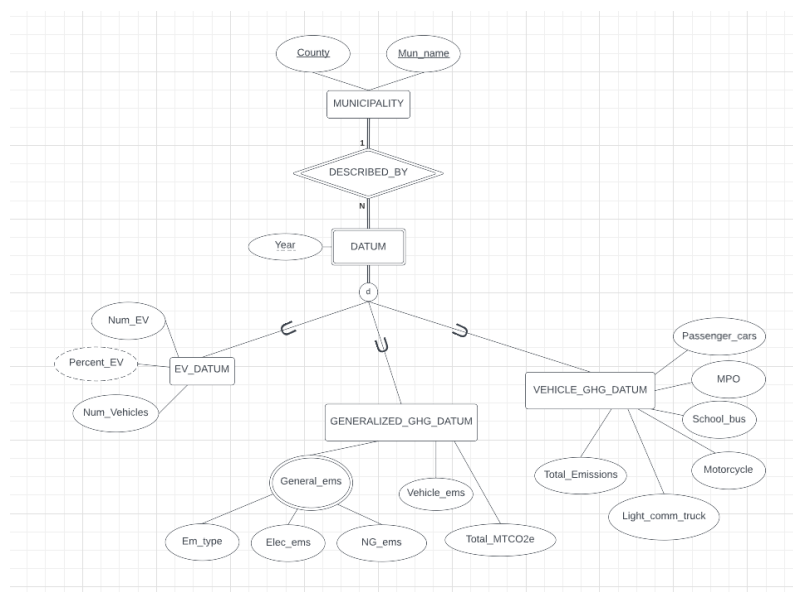 County
Mun_name
MUNICIPALITY
1
DESCRIBED_BY
N
Year
DATUM
d
Num_EV
Percent_EV
EV_DATUM
Num_Vehicles
Passenger_cars
MPO
VEHICLE_GHG_DATUM
School_bus
GENERALIZED_GHG_DATUM
Motorcycle
Total_Emissions
General_ems
Vehicle_ems
Light_comm_truck
Em_type
Elec_ems
NG_ems
Total_MTCO2e